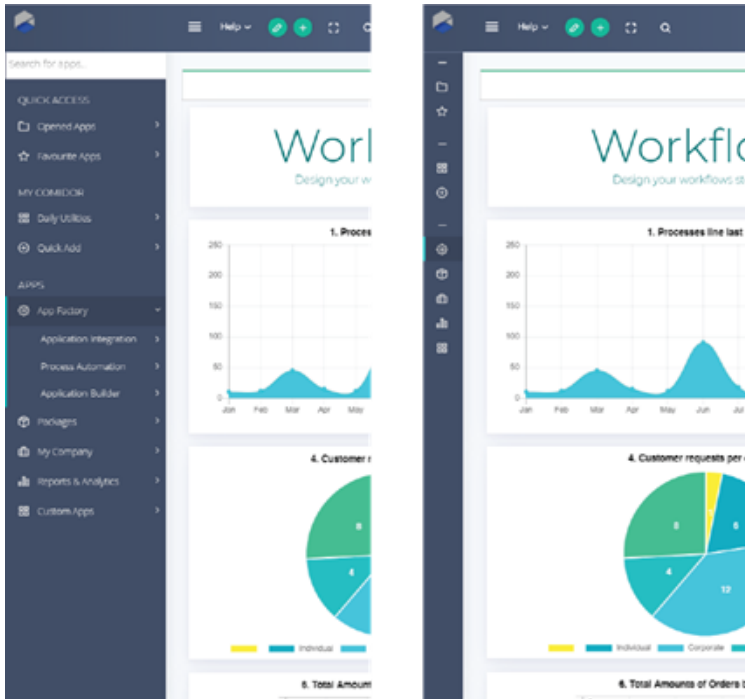 Help
Search for apps...
QUICK ACCESS
Opened Apps
Favourite Apps
MY COMIDOR
Daily Utilities
Quick Add
APPS
App Factory
Application Integration
Process Automation
Application Builder
Packages
My Company
Reports & Analytics
Custom Apps
Worl
Design your w
1. Proces
250
200
150
100
50
0
Jan Feb Mar Apr May
4. Customer r
8
4
Individual
6. Total Amoun
Help
Workflo
Design your workflows st
1. Processes line last
250
200
150
100
50
0
Jan Feb Mar Apr May Jun Jul
4. Customer requests per
8
6
4
12
Individual Corporate
6. Total Amounts of Orders b